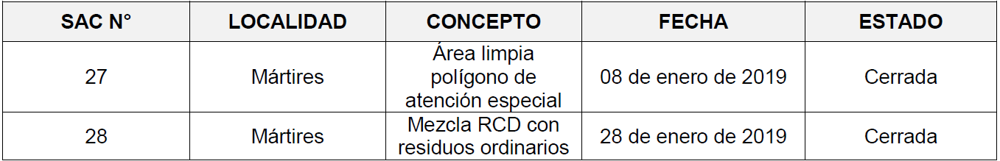 SAC N° LOCALIDAD CONCEPTO FECHA ESTADO
27 Mártires Área limpia polígono de atención especial 08 de enero de 2019 Cerrada
28 Mártires Mezcla RCD con residuos ordinarios 28 de enero de 2019 Cerrada